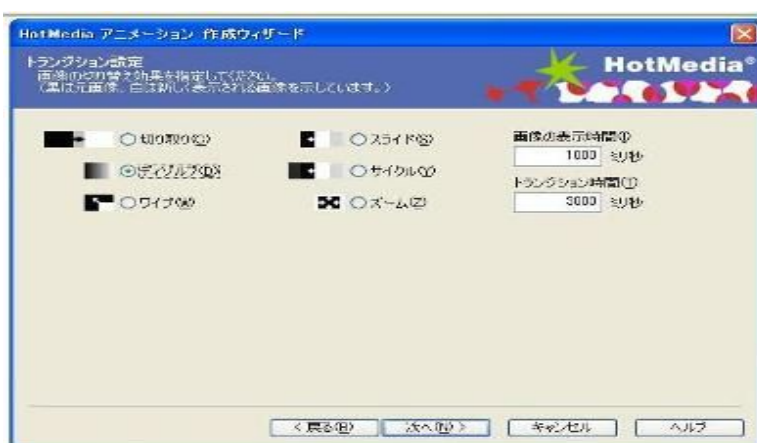 HotMedia アニメーション 作成ウィザード
トランジション設定
画像の切り替え効果を指定してください。
(黒は元画像、白は新しく表示される画像を示しています。)
HotMedia®
切り取り(C)
スライド(S)
画像の表示時間(I)
1000 ミリ秒
ディゾルブ(D)
サイクル(Y)
トランジション時間(T)
3000 ミリ秒
ワイプ(W)
ズーム(Z)
< 戻る(B)
次へ(N) >
キャンセル
ヘルプ